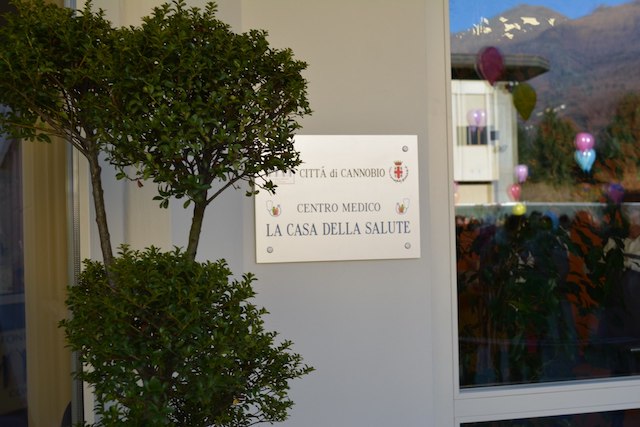 CITTÀ di CANNOBIO
CENTRO MEDICO
LA CASA DELLA SALUTE